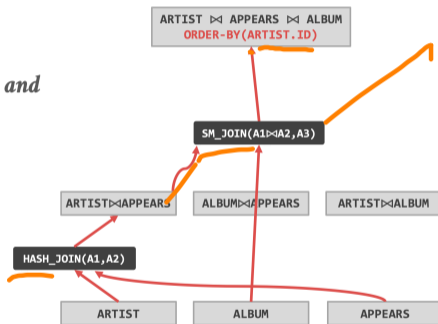 ARTIST ⨝ APPEARS ⨝ ALBUM
ORDER-BY(ARTIST.ID)
and
SM_JOIN(A1⨝A2,A3)
ARTIST⨝APPEARS
ALBUM⨝APPEARS
ARTIST⨝ALBUM
HASH_JOIN(A1,A2)
ARTIST
ALBUM
APPEARS